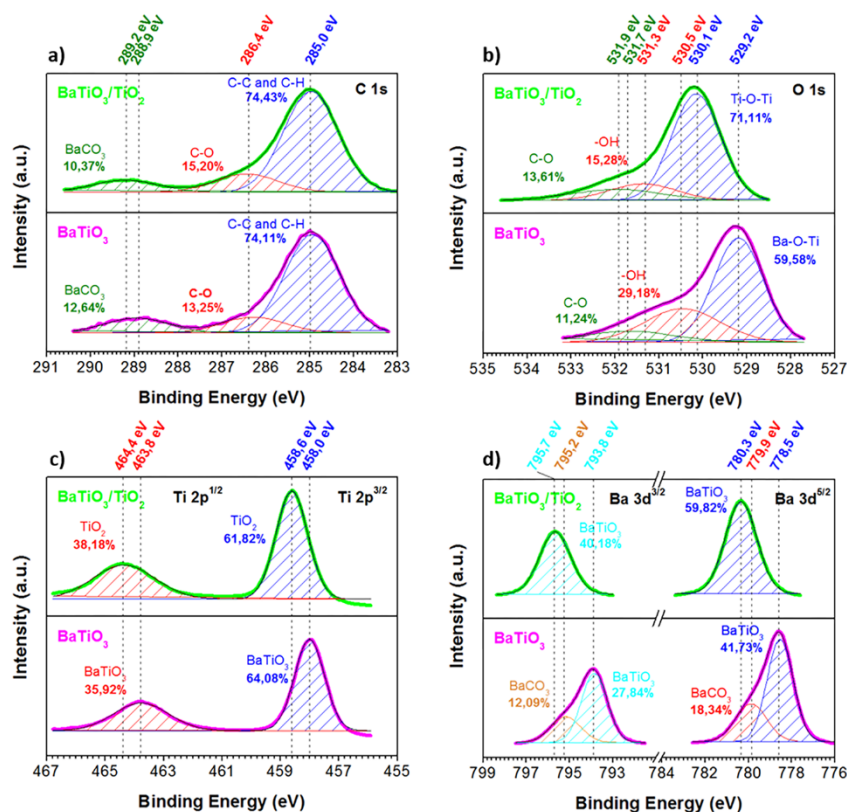 a)
289,2 eV
288,9 eV
286,4 eV
285,0 eV
BaTiO3/TiO2
C 1s
C-C and C-H
74,43%
BaCO3
10,37%
C-O
15,20%
BaTiO3
C-C and C-H
74,11%
BaCO3
12,64%
C-O
13,25%
Intensity (a.u.)
291 290 289 288 287 286 285 284 283
Binding Energy (eV)
b)
531,9 eV
531,7 eV
531,3 eV
530,5 eV
530,1 eV
529,2 eV
BaTiO3/TiO2
O 1s
Ti-O-Ti
71,11%
-OH
15,28%
C-O
13,61%
BaTiO3
Ba-O-Ti
59,58%
-OH
29,18%
C-O
11,24%
Intensity (a.u.)
535 534 533 532 531 530 529 528 527
Binding Energy (eV)
c)
464,4 eV
463,8 eV
458,6 eV
458,0 eV
BaTiO3/TiO2
Ti 2p1/2
Ti 2p3/2
TiO2
38,18%
TiO2
61,82%
BaTiO3
BaTiO3
35,92%
BaTiO3
64,08%
Intensity (a.u.)
467 465 463 461 459 457 455
Binding Energy (eV)
d)
795,7 eV
795,2 eV
793,8 eV
780,3 eV
779,9 eV
778,5 eV
BaTiO3/TiO2
Ba 3d3/2
Ba 3d5/2
BaTiO3
40,18%
BaTiO3
59,82%
BaTiO3
BaCO3
12,09%
BaTiO3
27,84%
BaCO3
18,34%
BaTiO3
41,73%
Intensity (a.u.)
799 797 795 793 784 782 780 778 776
Binding Energy (eV)